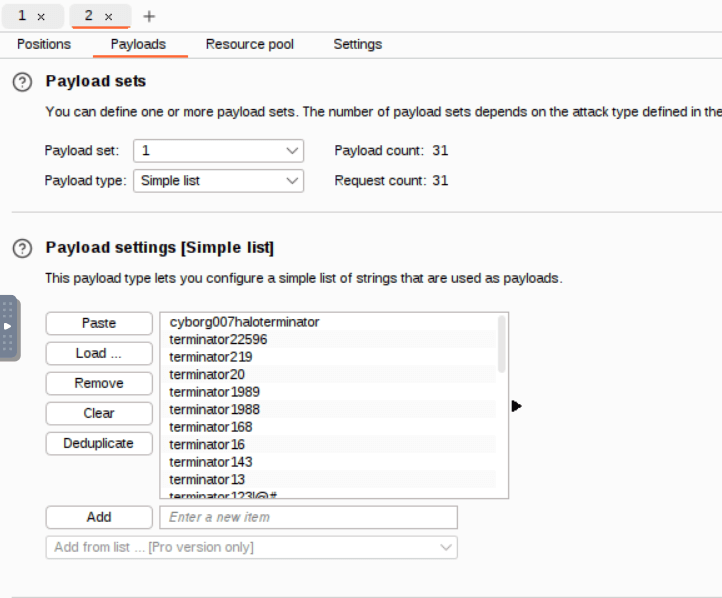 1 × 2 × +
Positions Payloads Resource pool Settings
Payload sets
You can define one or more payload sets. The number of payload sets depends on the attack type defined in the
Payload set: 1 Payload count: 31
Payload type: Simple list Request count: 31
Payload settings [Simple list]
This payload type lets you configure a simple list of strings that are used as payloads.
Paste
Load ...
Remove
Clear
Deduplicate
cyborg007haloterminator
terminator22596
terminator219
terminator20
terminator1989
terminator1988
terminator168
terminator16
terminator143
terminator13
Add Enter a new item
Add from list ... [Pro version only]